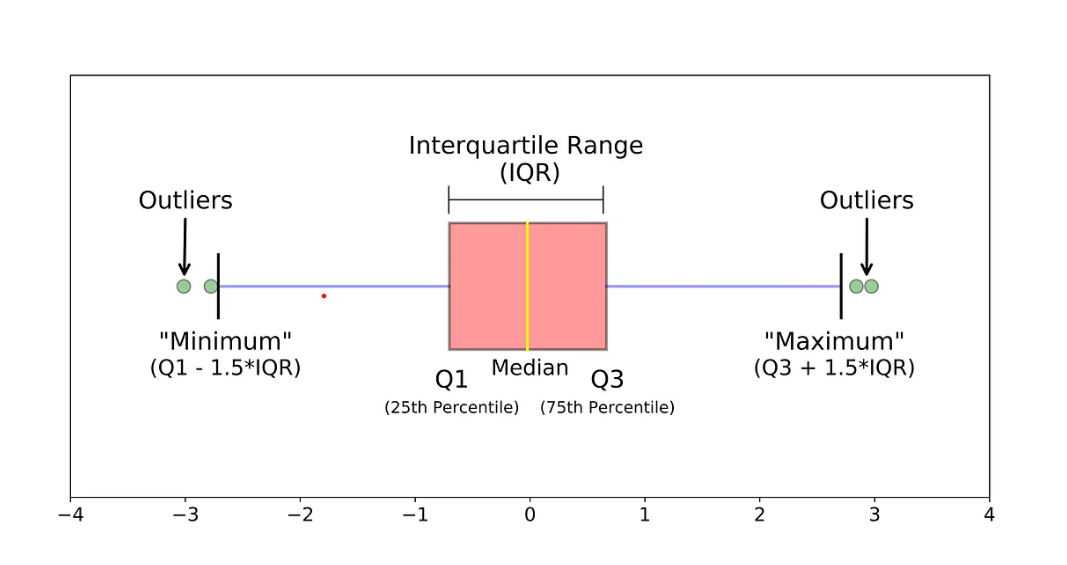 Interquartile Range
(IQR)
Outliers
Outliers
"Minimum"
(Q1 - 1.5*IQR)
"Maximum"
(Q3 + 1.5*IQR)
Median
Q1
Q3
(25th Percentile)
(75th Percentile)
−4
−3
−2
−1
0
1
2
3
4